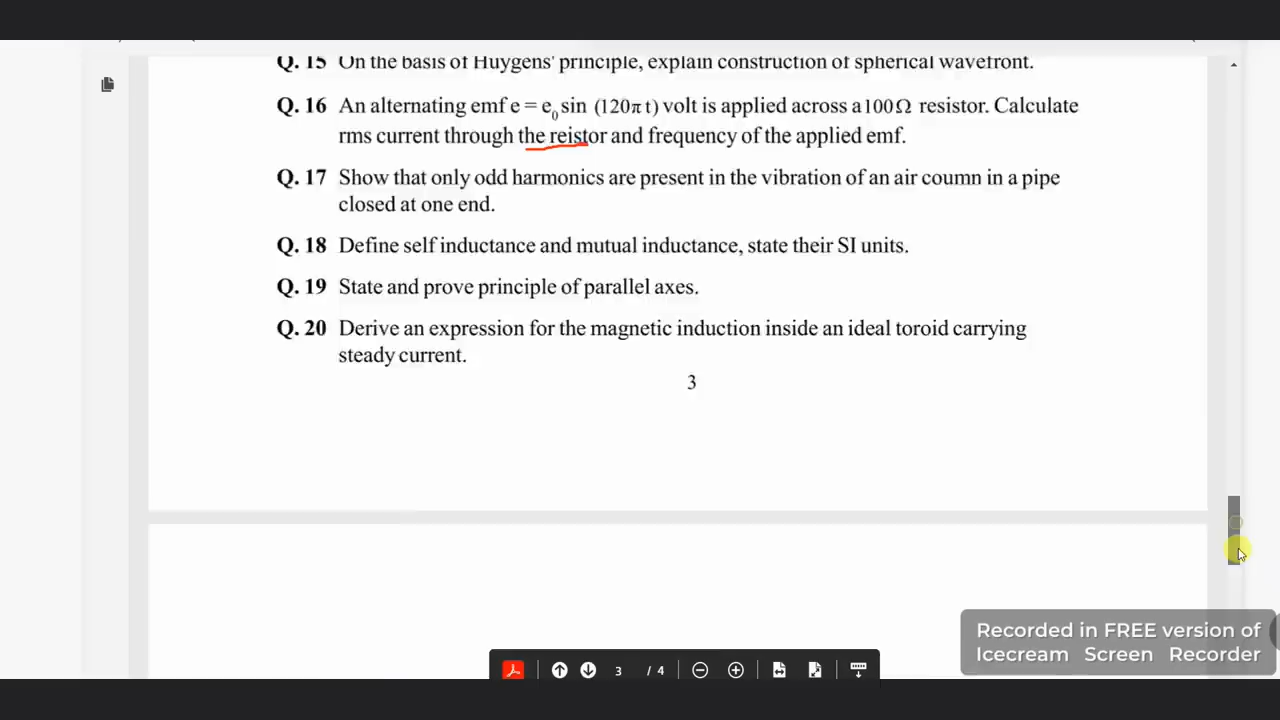 Q. 15 On the basis of Huygens' principle, explain construction of spherical wavefront.
Q. 16 An alternating emf e = e₀ sin (120π t) volt is applied across a 100Ω resistor. Calculate
rms current through the reistor and frequency of the applied emf.
Q. 17 Show that only odd harmonics are present in the vibration of an air coumn in a pipe
closed at one end.
Q. 18 Define self inductance and mutual inductance, state their SI units.
Q. 19 State and prove principle of parallel axes.
Q. 20 Derive an expression for the magnetic induction inside an ideal toroid carrying
steady current.
3
Recorded in FREE version of
Icecream Screen Recorder
3 / 4